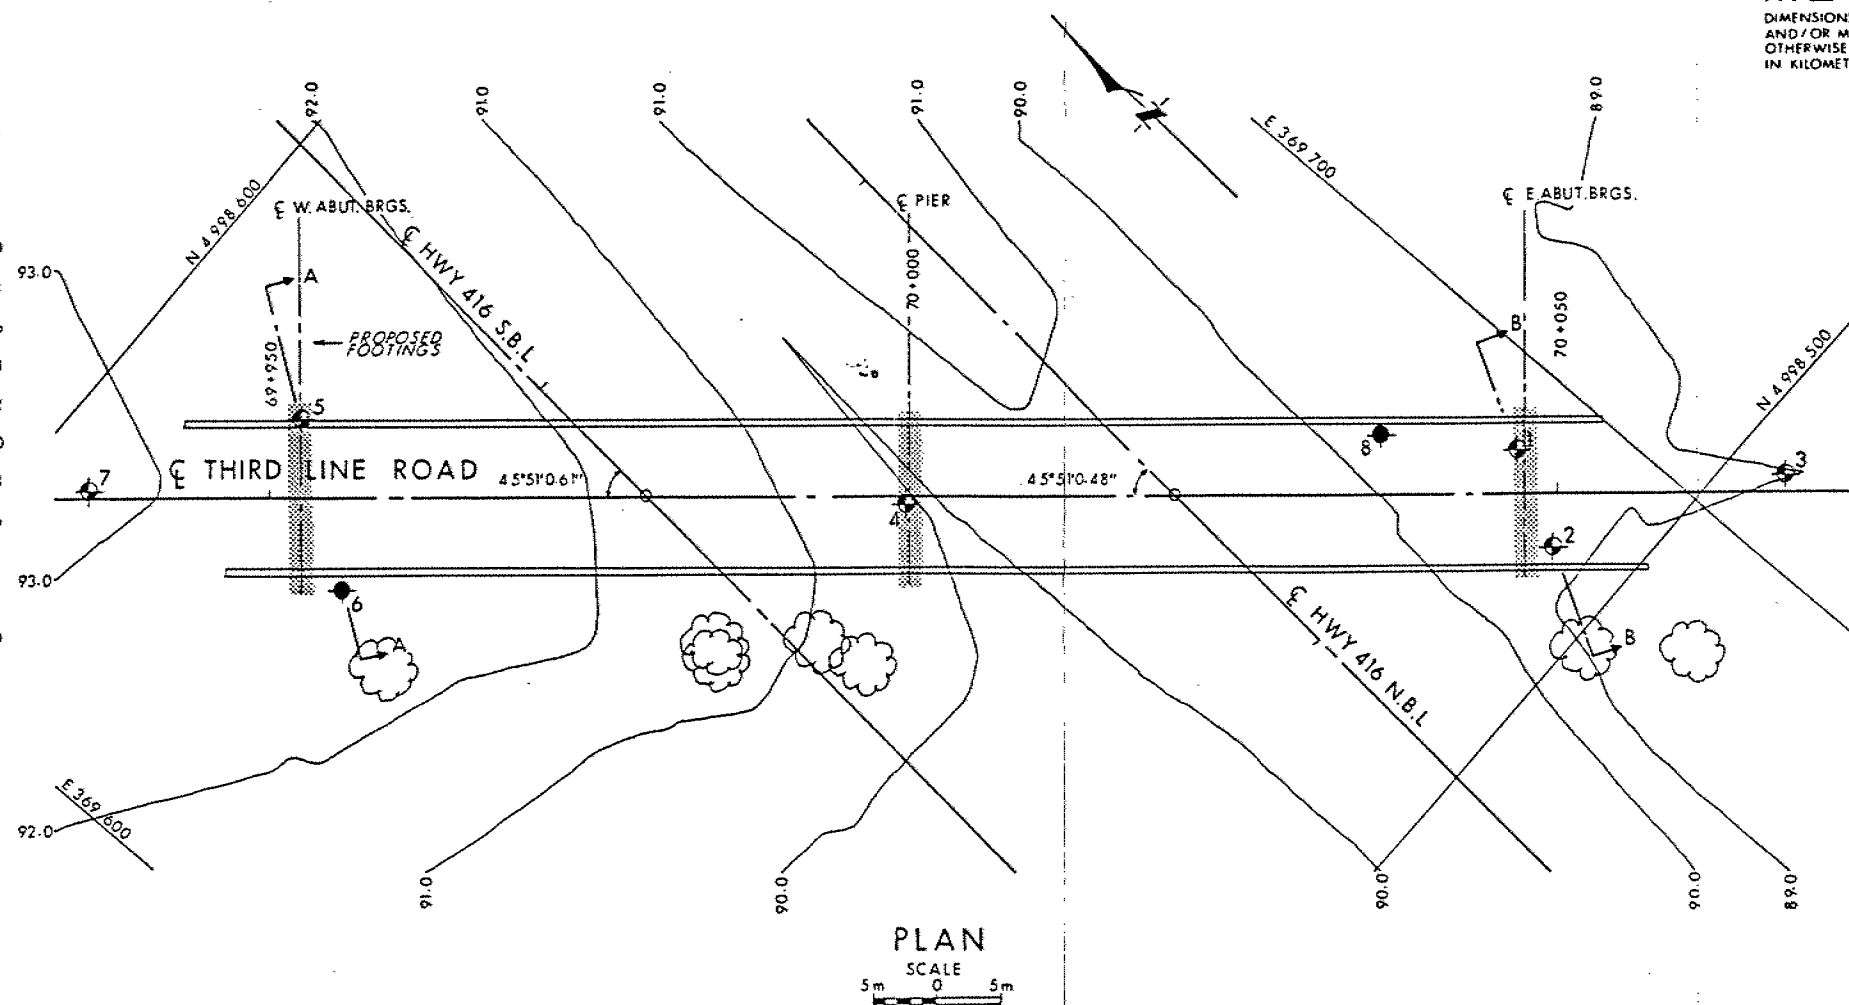 DIMENSION
AND/OR M
OTHERWISE
IN KILOMET
92.0
91.0
91.0
91.0
90.0
89.0
E 369 700
N 4 998 600
℄ W. ABUT. BRGS.
℄ PIER
℄ E. ABUT. BRGS.
℄ HWY 416 S.B.L
93.0
A
70+000
B
70+050
PROPOSED
FOOTINGS
69+950
N 4 998 500
5
8
1
3
7
℄ THIRD LINE ROAD
45°51'0.61"
45°51'0.48"
4
2
93.0
6
A
℄ HWY 416 N.B.L
B
E 369 600
92.0
91.0
90.0
90.0
90.0
89.0
PLAN
SCALE
5m 0 5m